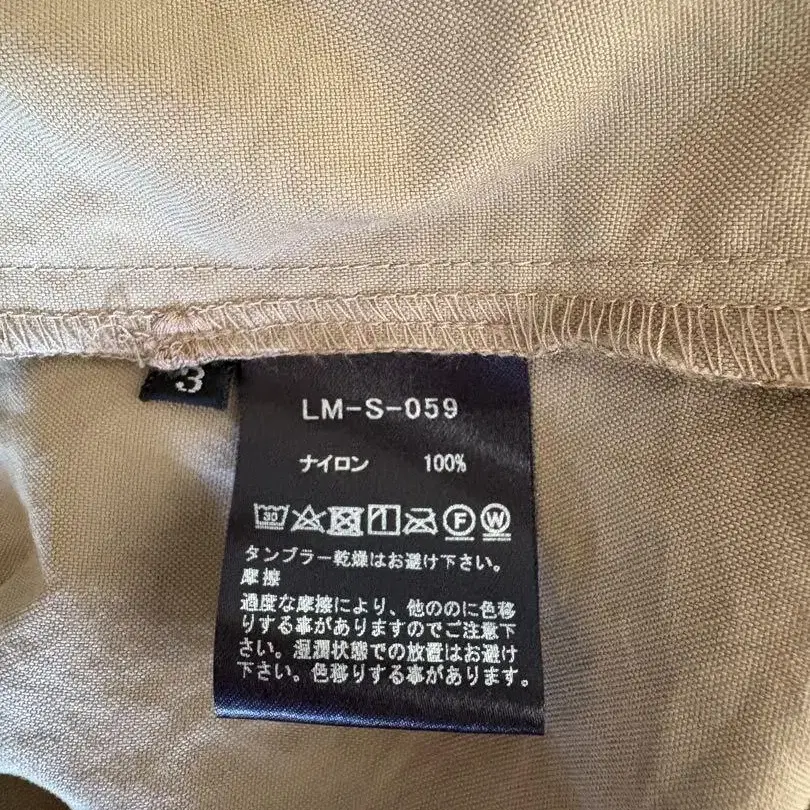 3
LM-S-059
ナイロン 100%
30 F W
タンブラー乾燥はお避け下さい。
摩擦
過度な摩擦により、他ののに色移
りする事がありますのでご注意下
さい。湿潤状態での放置はお避け
下さい。色移りする事があります。